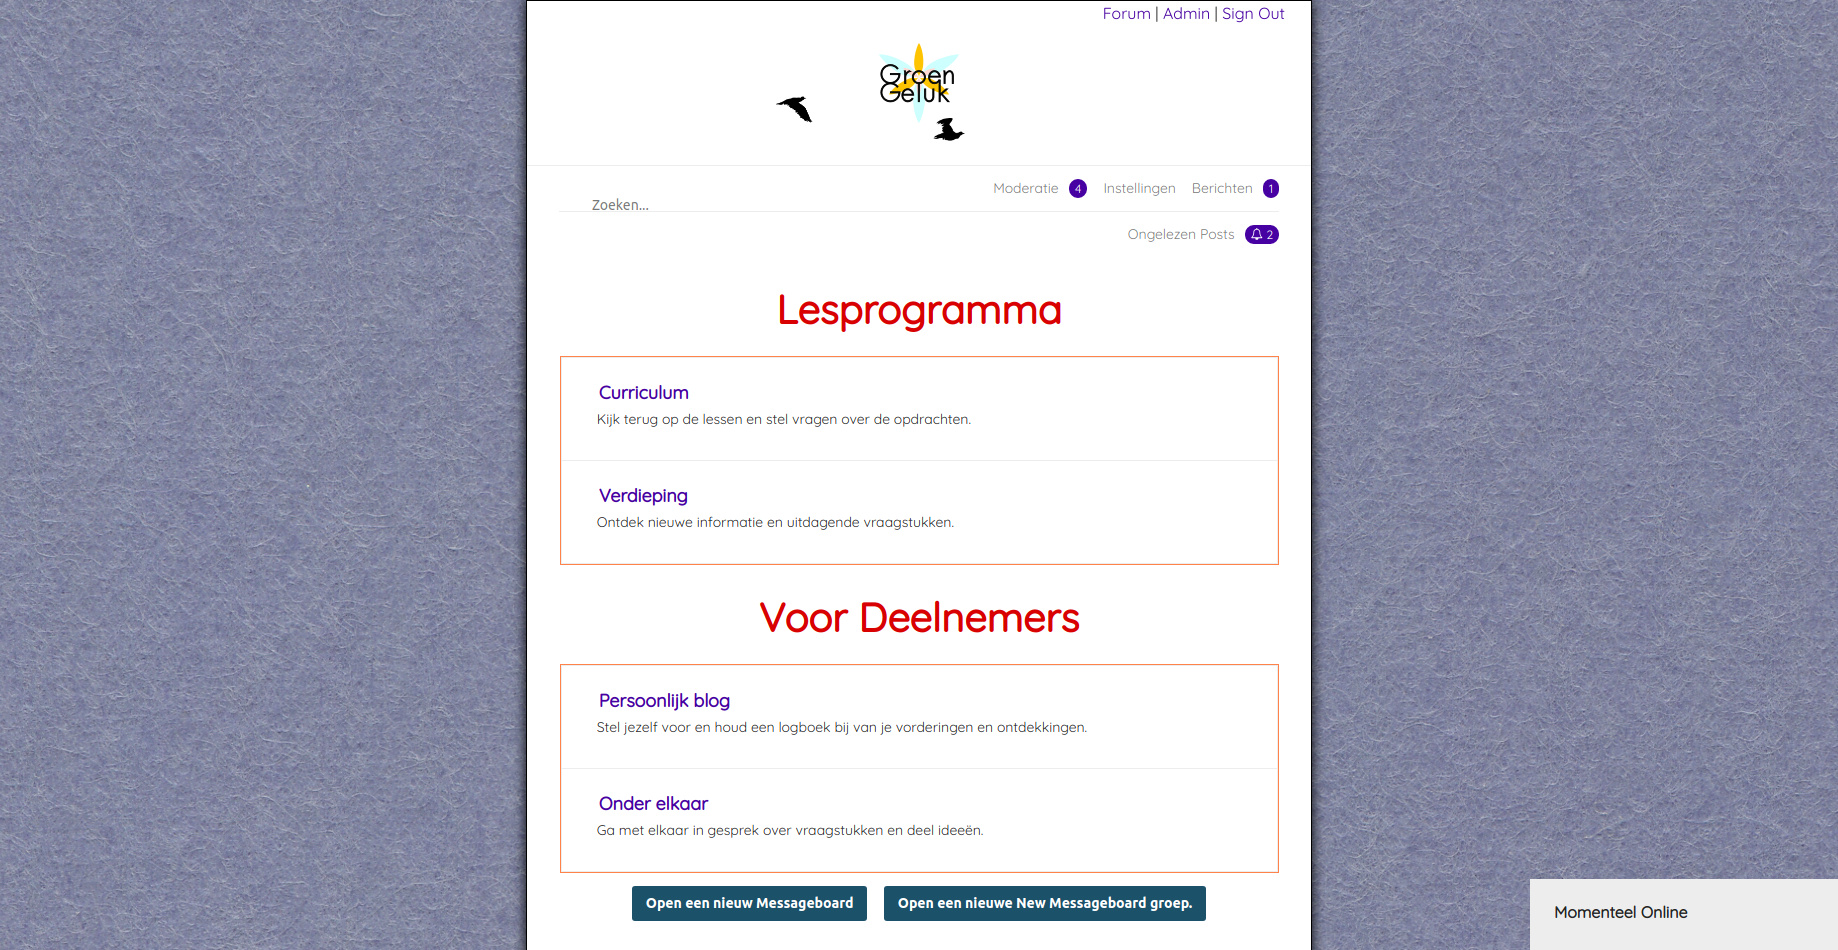 Forum | Admin | Sign Out
Groen
Geluk
Moderatie 4 Instellingen Berichten 1
Zoeken...
Ongelezen Posts 2
Lesprogramma
Curriculum
Kijk terug op de lessen en stel vragen over de opdrachten.
Verdieping
Ontdek nieuwe informatie en uitdagende vraagstukken.
Voor Deelnemers
Persoonlijk blog
Stel jezelf voor en houd een logboek bij van je vorderingen en ontdekkingen.
Onder elkaar
Ga met elkaar in gesprek over vraagstukken en deel ideeën.
Open een nieuw Messageboard
Open een nieuwe New Messageboard groep.
Momenteel Online